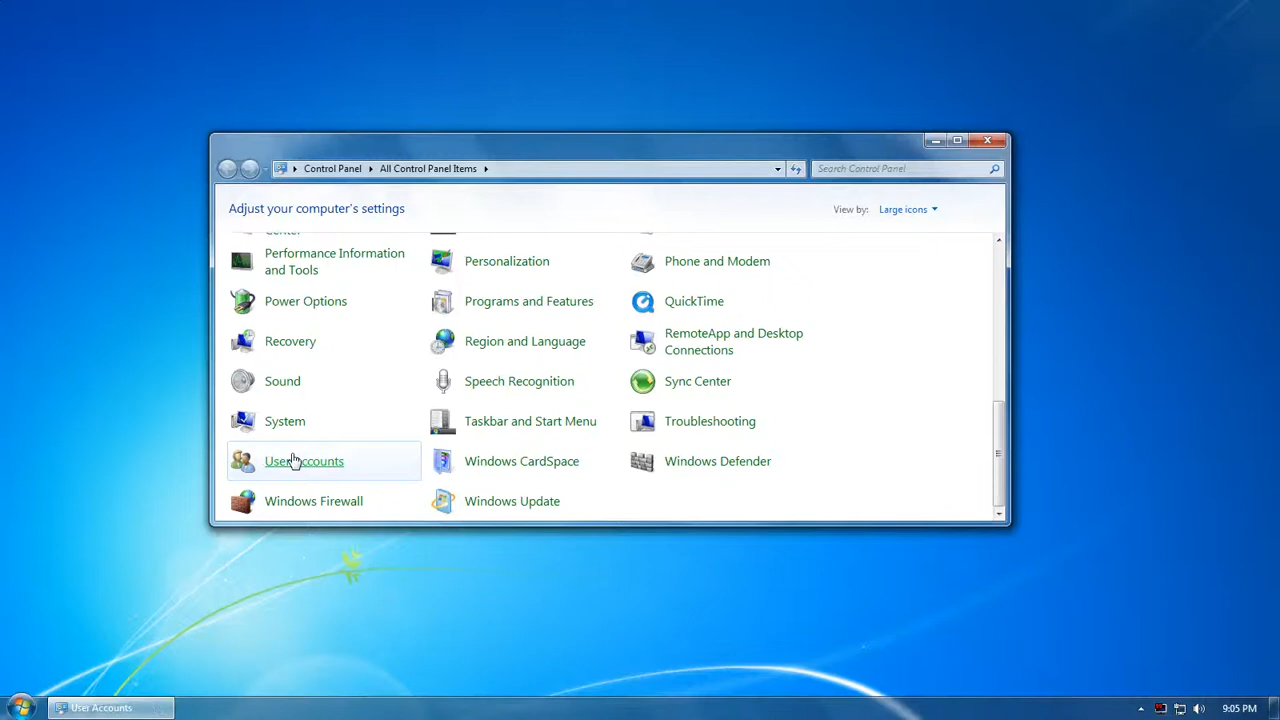 Control Panel All Control Panel Items Search Control Panel
Adjust your computer's settings View by: Large icons
Center
Performance Information
and Tools
Personalization
Phone and Modem
Power Options
Programs and Features
QuickTime
Recovery
Region and Language
RemoteApp and Desktop
Connections
Sound
Speech Recognition
Sync Center
System
Taskbar and Start Menu
Troubleshooting
User Accounts
Windows CardSpace
Windows Defender
Windows Firewall
Windows Update
User Accounts
9:05 PM